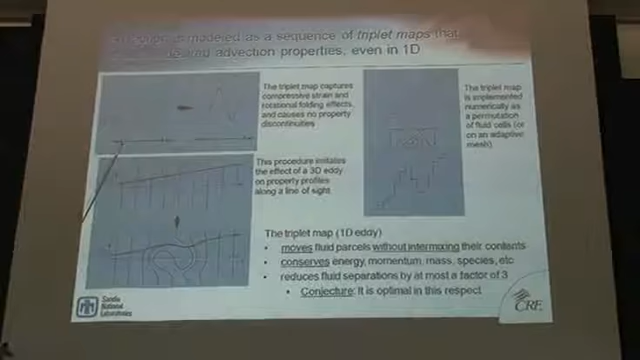 is modeled as a sequence of triplet maps that
desired advection properties, even in 1D
The triplet map captures
compressive strain and
rotational folding effects,
and causes no property
discontinuities
The triplet map
is implemented
numerically as
a permutation
of fluid cells (or
on an adaptive
mesh)
This procedure imitates
the effect of a 3D eddy
on property profiles
along a line of sight
The triplet map (1D eddy)
• moves fluid parcels without intermixing their contents
• conserves energy, momentum, mass, species, etc
• reduces fluid separations by at most a factor of 3
• Conjecture: It is optimal in this respect
Sandia
National
Laboratories
CRF